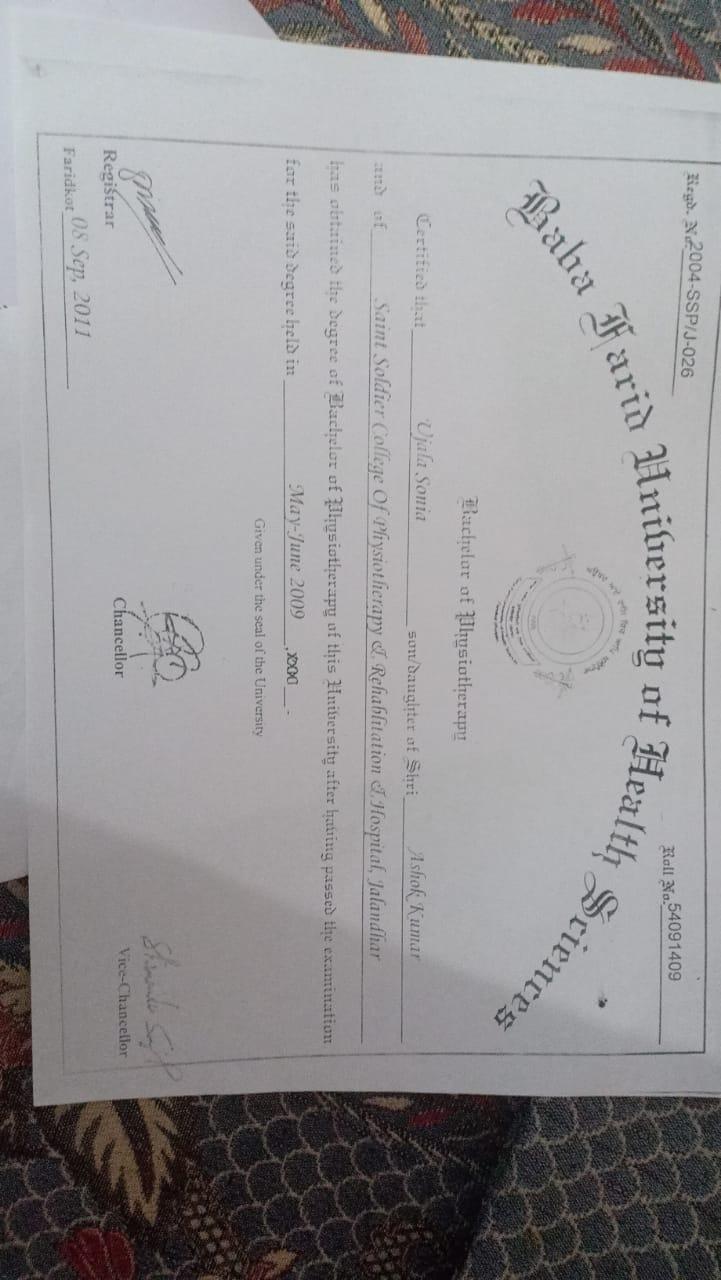 Regd. No. 2004-SSP/J-026
Roll No. 54091409
Baba Farid University of Health Sciences
Bachelor of Physiotherapy
Certified that Ujala Sonia son/daughter of Shri Ashok Kumar
and of Saint Soldier College Of Physiotherapy & Rehablitation & Hospital, Jalandhar
has obtained the degree of Bachelor of Physiotherapy of this University after having passed the examination
for the said degree held in May-June 2009 ,xxx .
Given under the seal of the University
Registrar
Chancellor
Vice-Chancellor
Faridkot 08 Sep, 2011